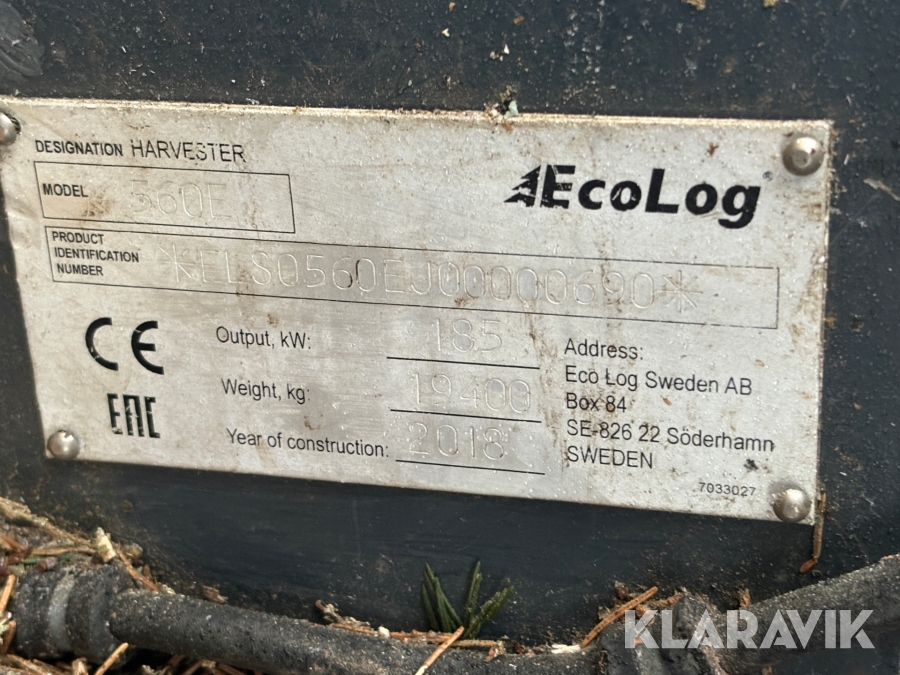 DESIGNATION HARVESTER
MODEL 560E
EcoLog®
PRODUCT
IDENTIFICATION
NUMBER
*ELS0560EJ00000690*
CE
Output, kW: 185
Weight, kg: 19400
Year of construction: 2018
EAC
Address:
Eco Log Sweden AB
Box 84
SE-826 22 Söderhamn
SWEDEN
7033027
KLARAVIK